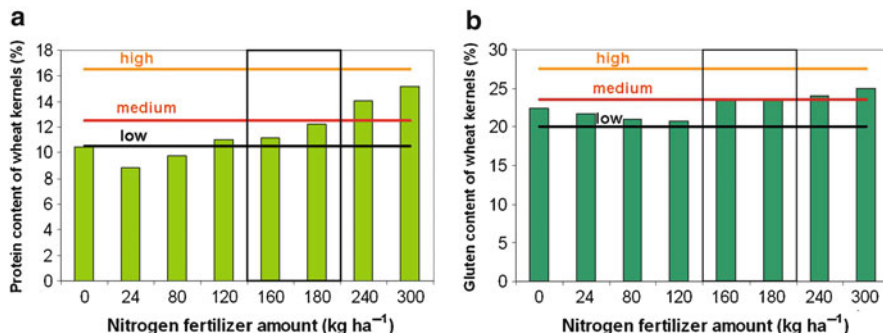 a
Protein content of wheat kernels (%)
18
16
14
12
10
8
6
4
2
0
high
medium
low
0 24 80 120 160 180 240 300
Nitrogen fertilizer amount (kg ha⁻¹)
b
Gluten content of wheat kernels (%)
30
25
20
15
10
5
0
high
medium
low
0 24 80 120 160 180 240 300
Nitrogen fertilizer amount (kg ha⁻¹)